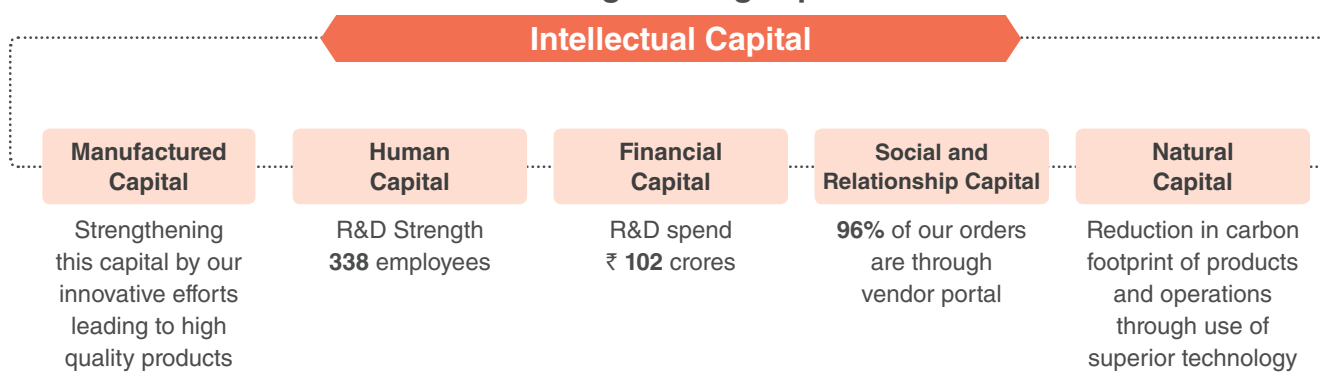 Intellectual Capital
Manufactured
Capital
Strengthening
this capital by our
innovative efforts
leading to high
quality products
Human
Capital
R&D Strength
338 employees
Financial
Capital
R&D spend
₹ 102 crores
Social and
Relationship Capital
96% of our orders
are through
vendor portal
Natural
Capital
Reduction in carbon
footprint of products
and operations
through use of
superior technology